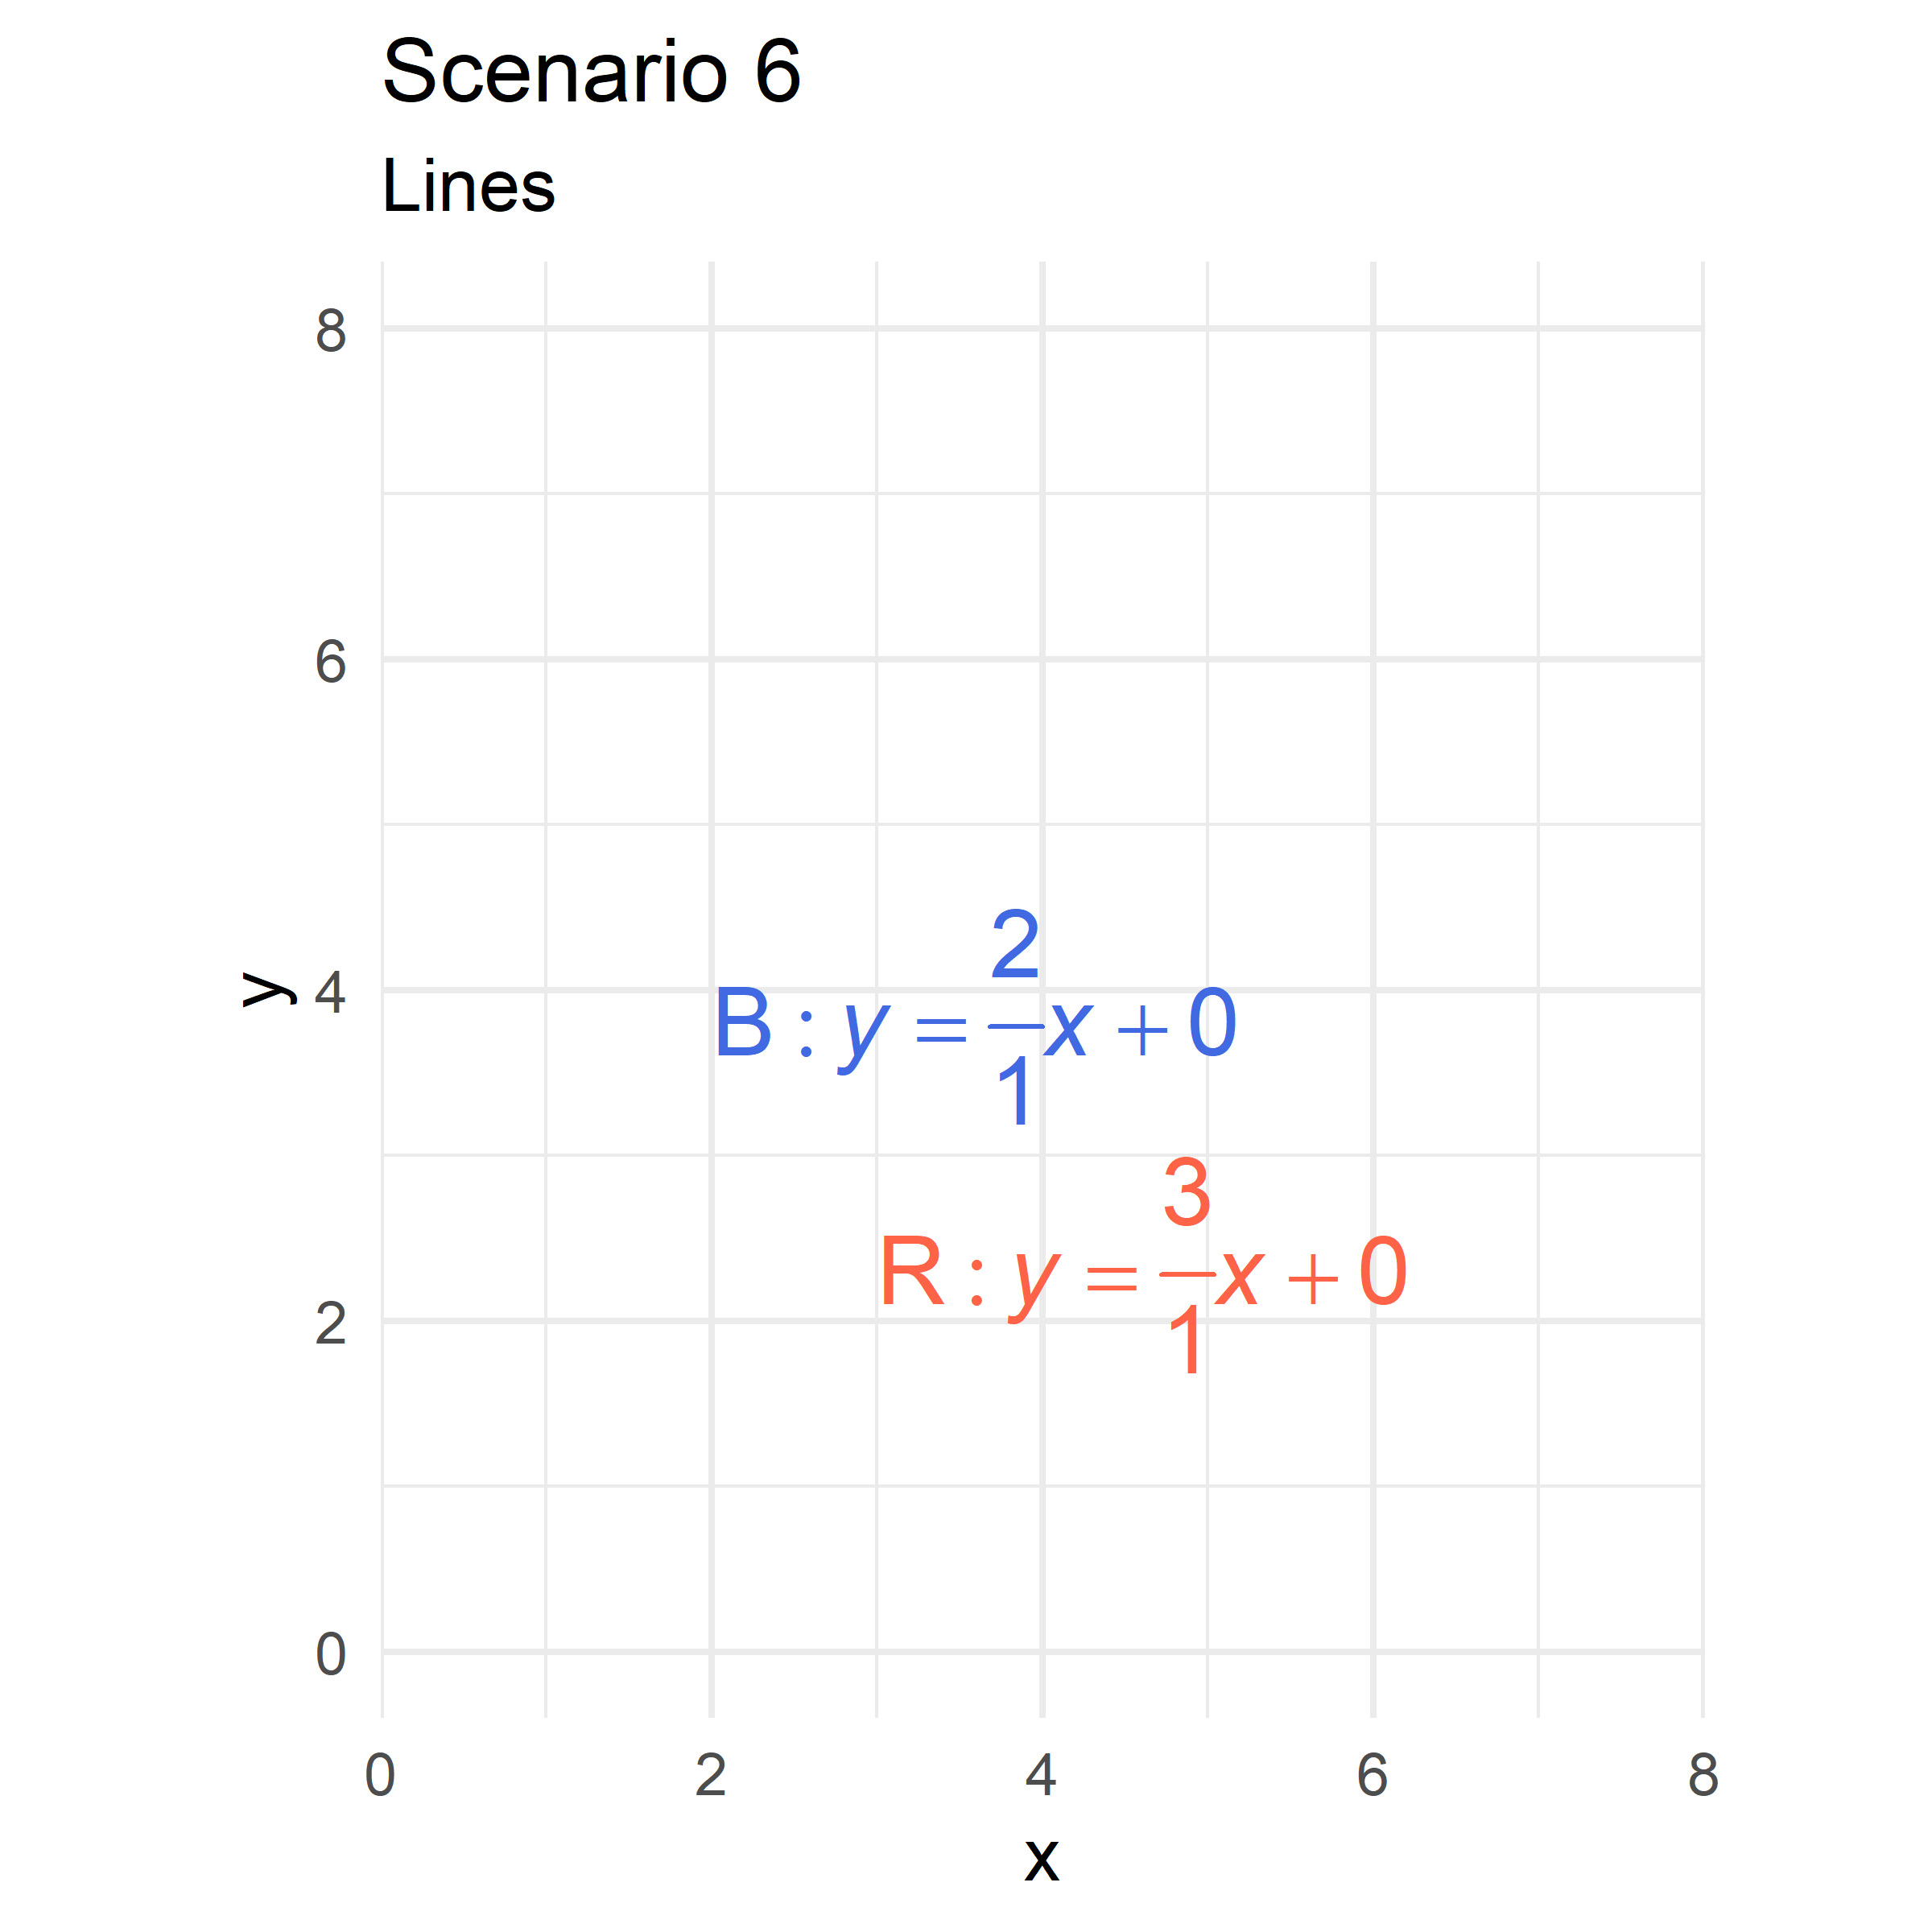 Scenario 6
Lines
8
6
4
2
0
y
B : y = 2/1 x + 0
R : y = 3/1 x + 0
0 2 4 6 8
x